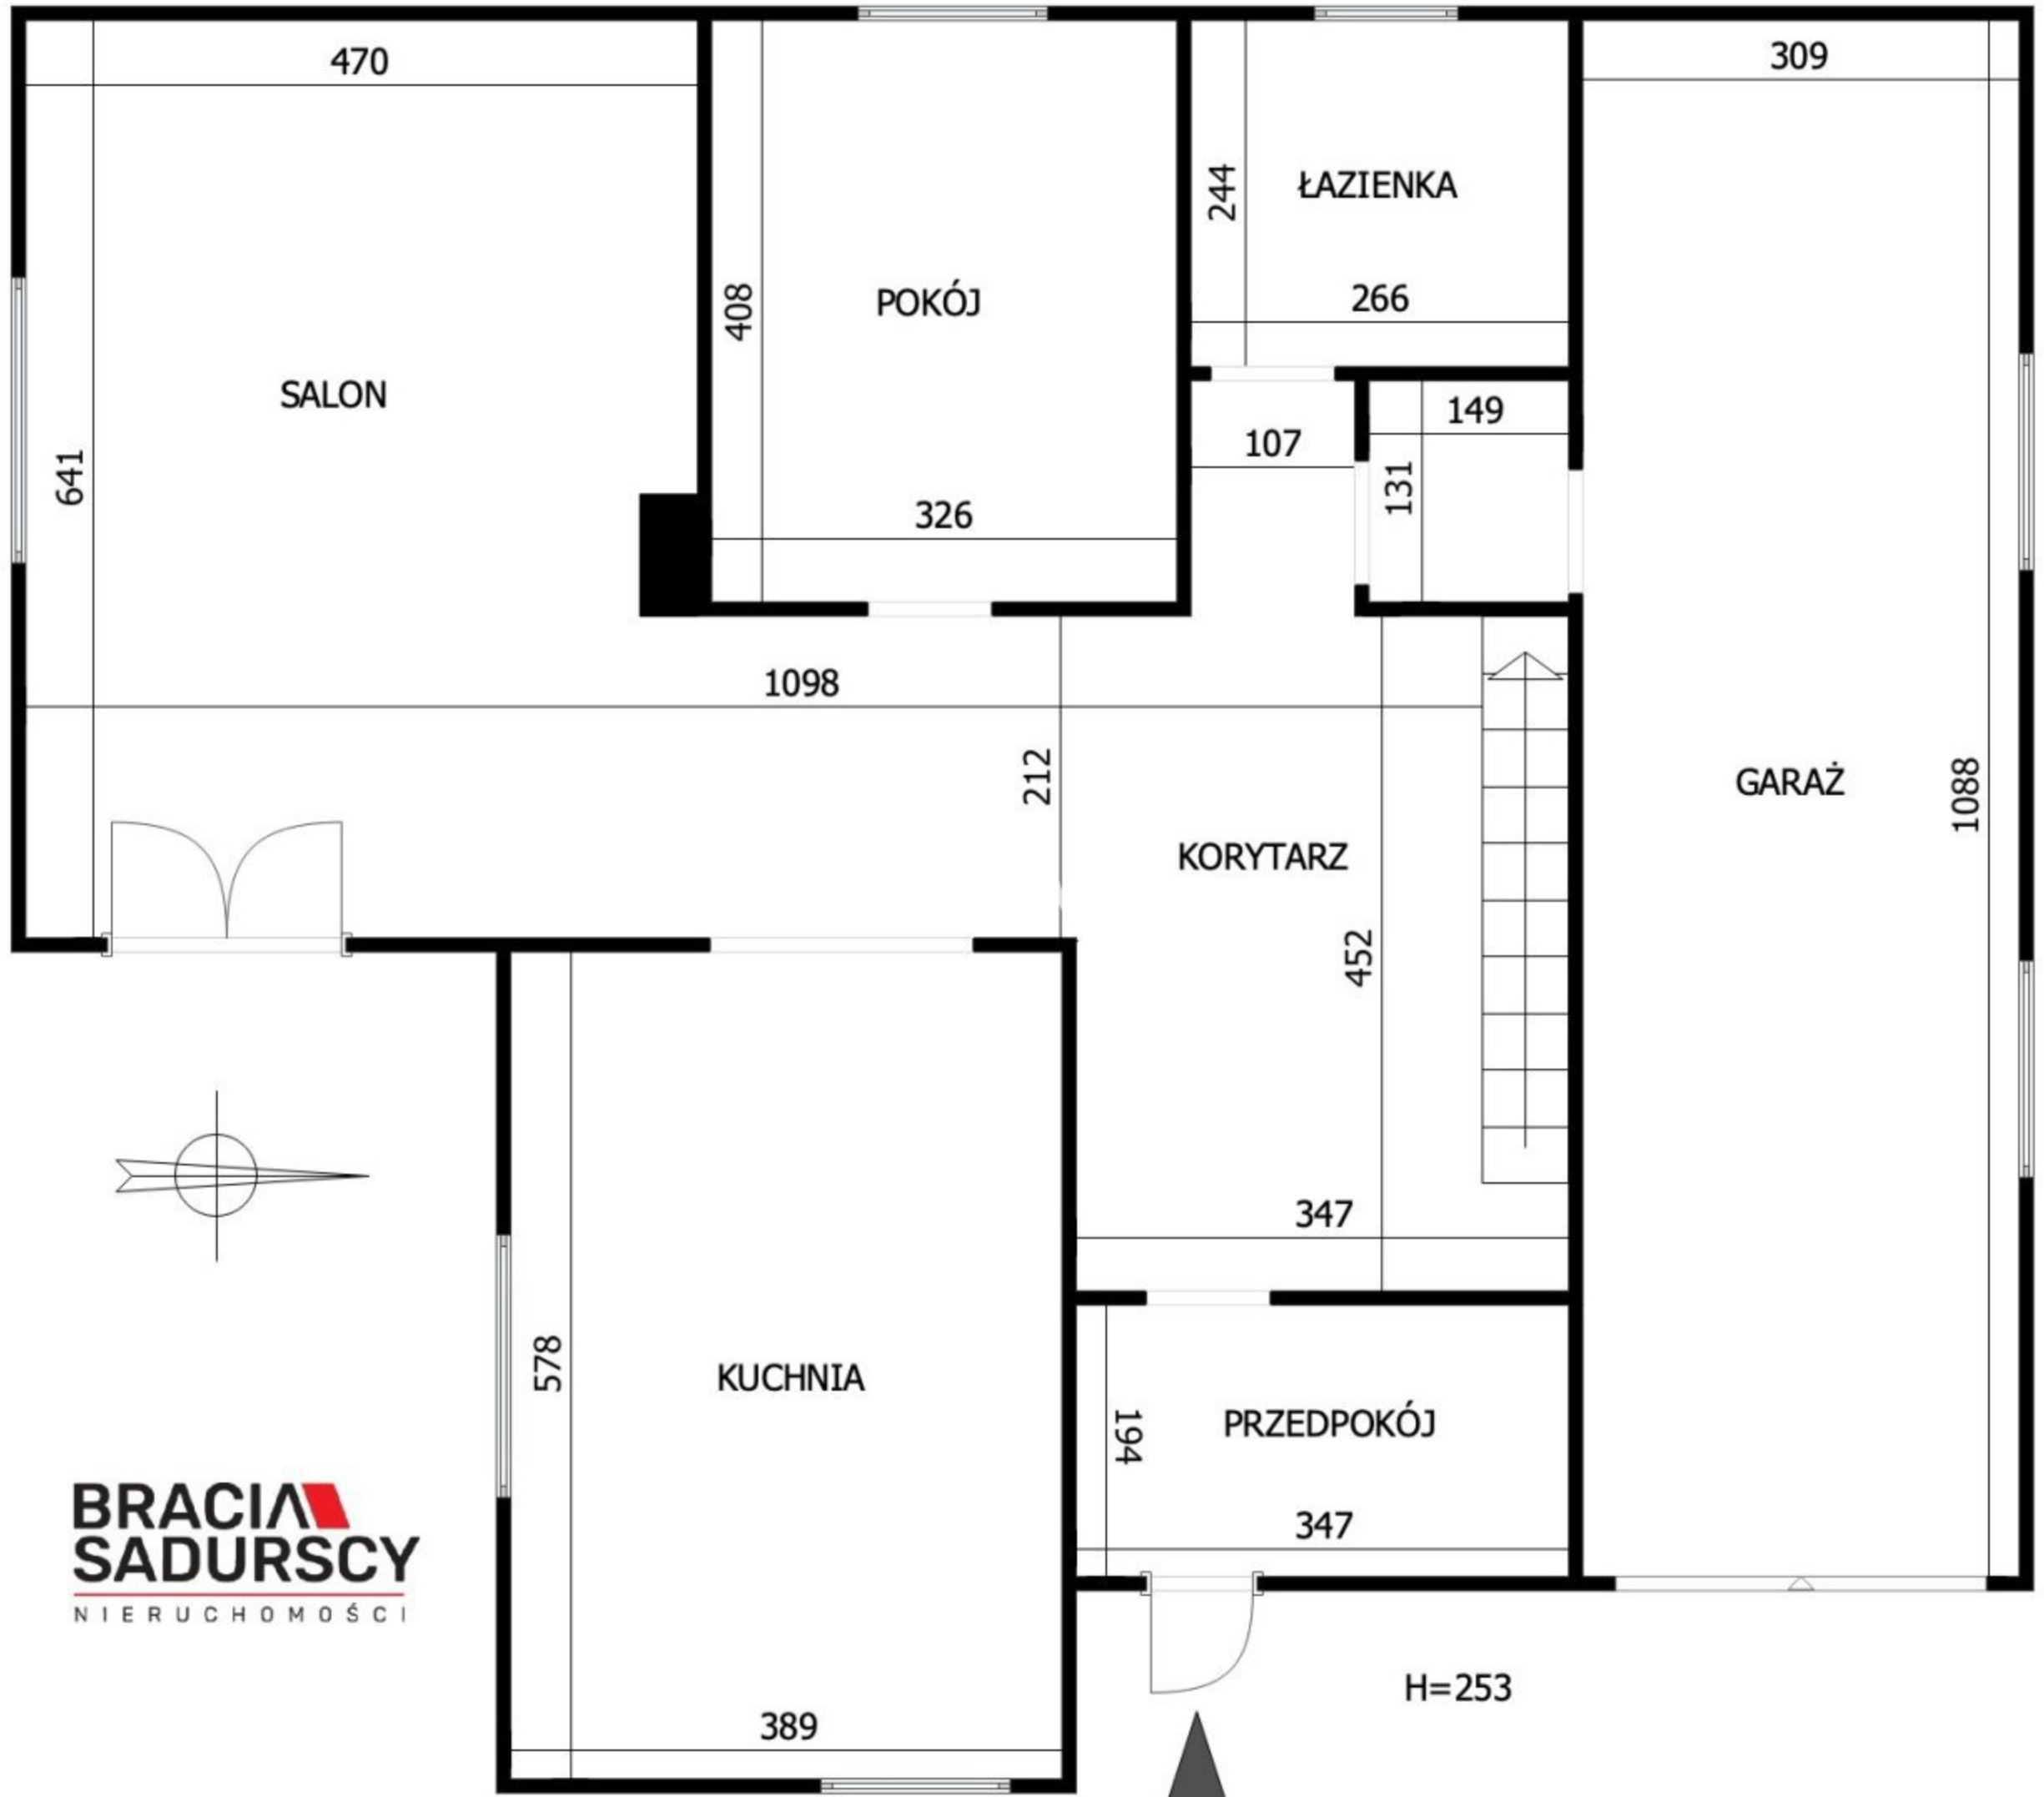 470
309
244
ŁAZIENKA
266
408
POKÓJ
SALON
149
107
641
131
326
1098
212
GARAŻ
1088
KORYTARZ
452
347
578
KUCHNIA
194
PRZEDPOKÓJ
347
BRACIA
SADURSCY
NIERUCHOMOŚCI
H=253
389